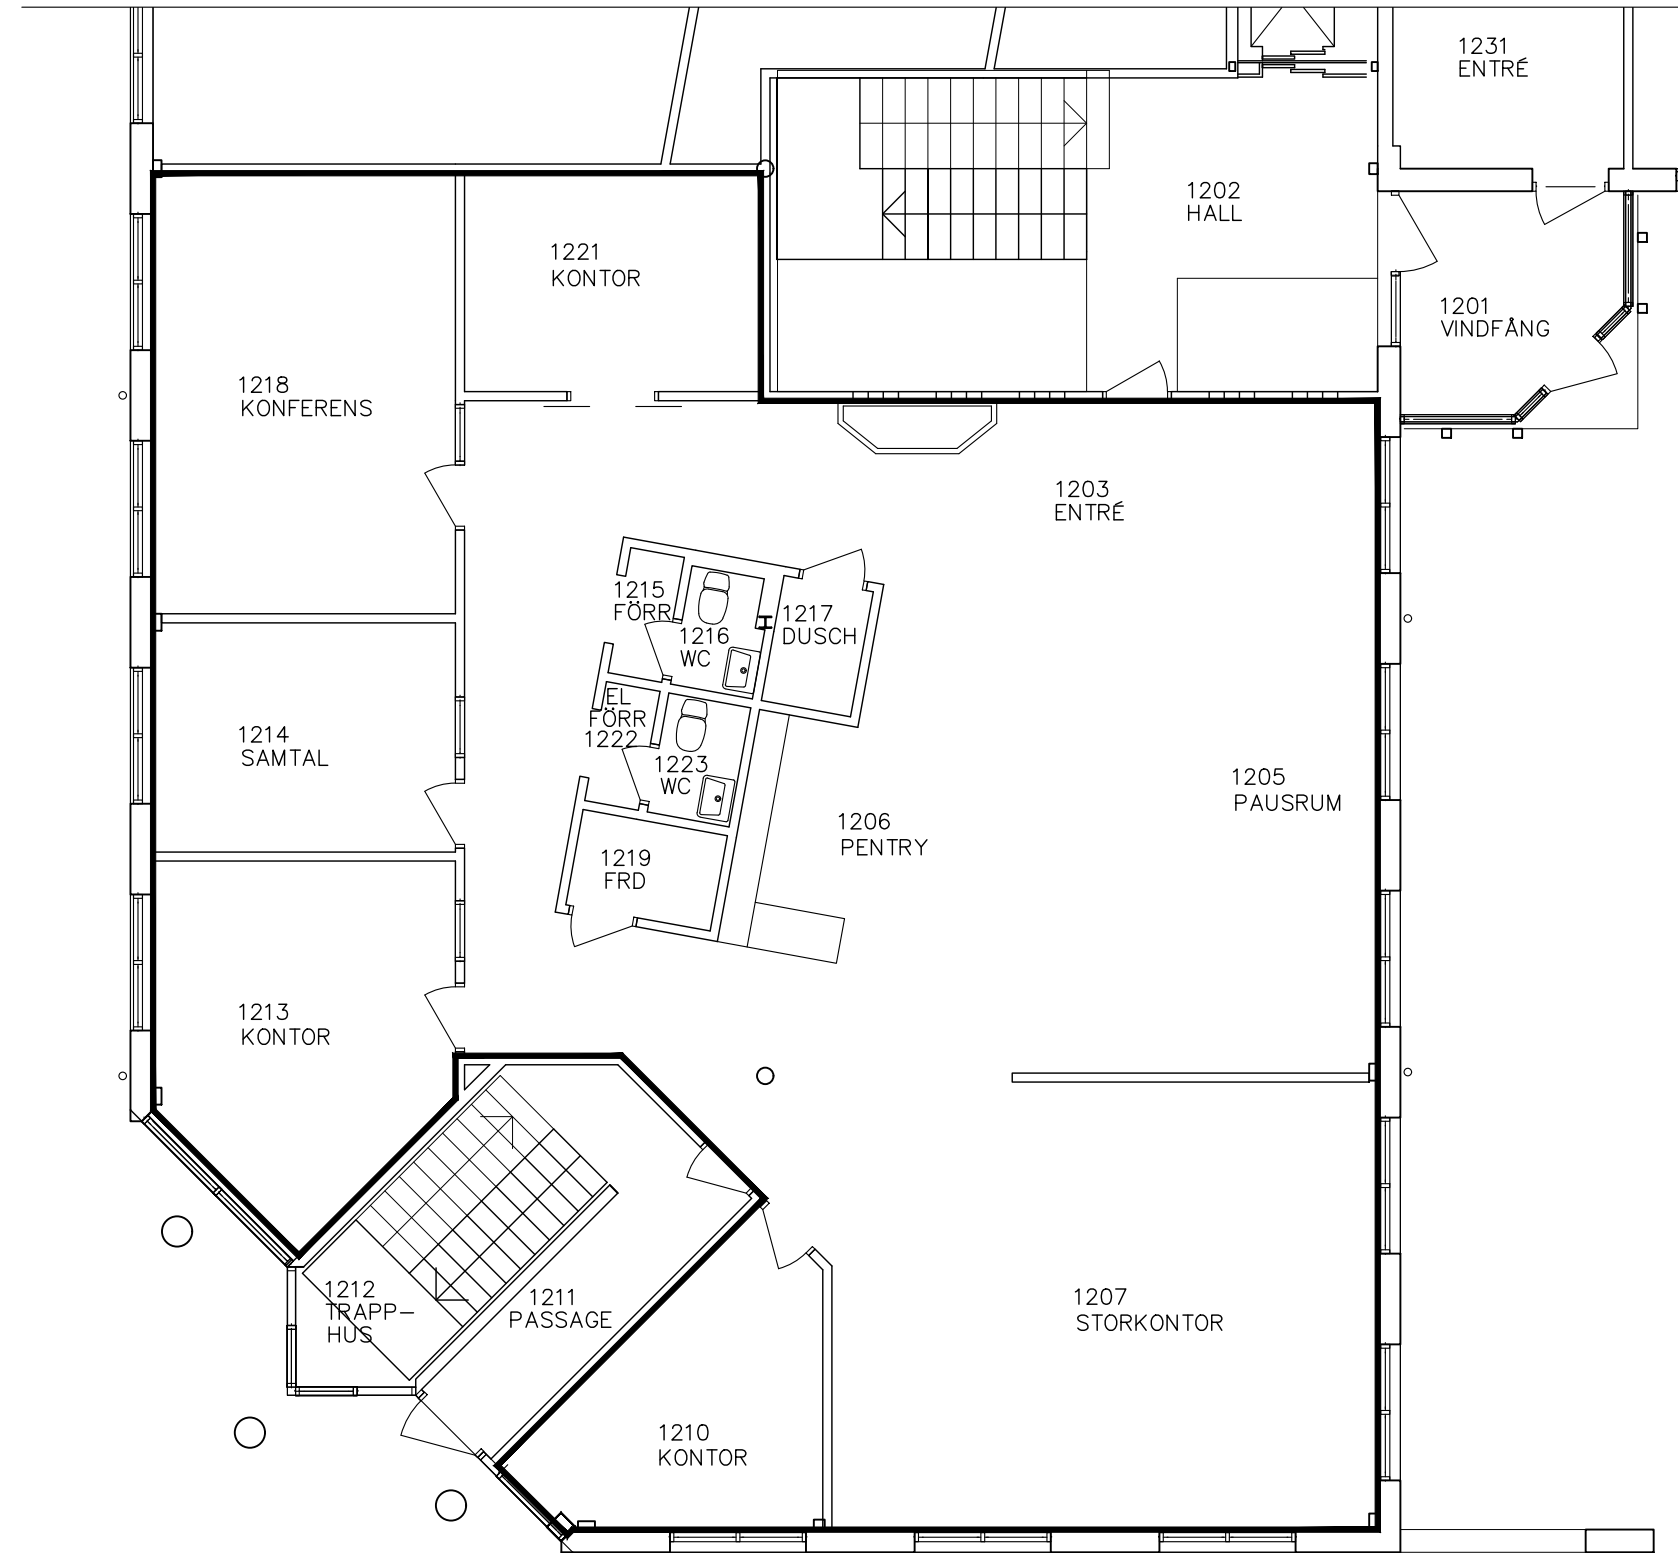 1231
ENTRÉ
1202
HALL
1221
KONTOR
1201
VINDFÅNG
1218
KONFERENS
1203
ENTRÉ
1215
FÖRR
1217
DUSCH
1216
WC
EL
FÖRR
1222
1214
SAMTAL
1223
WC
1205
PAUSRUM
1206
PENTRY
1219
FRD
1213
KONTOR
1212
TRAPP-
HUS
1211
PASSAGE
1207
STORKONTOR
1210
KONTOR